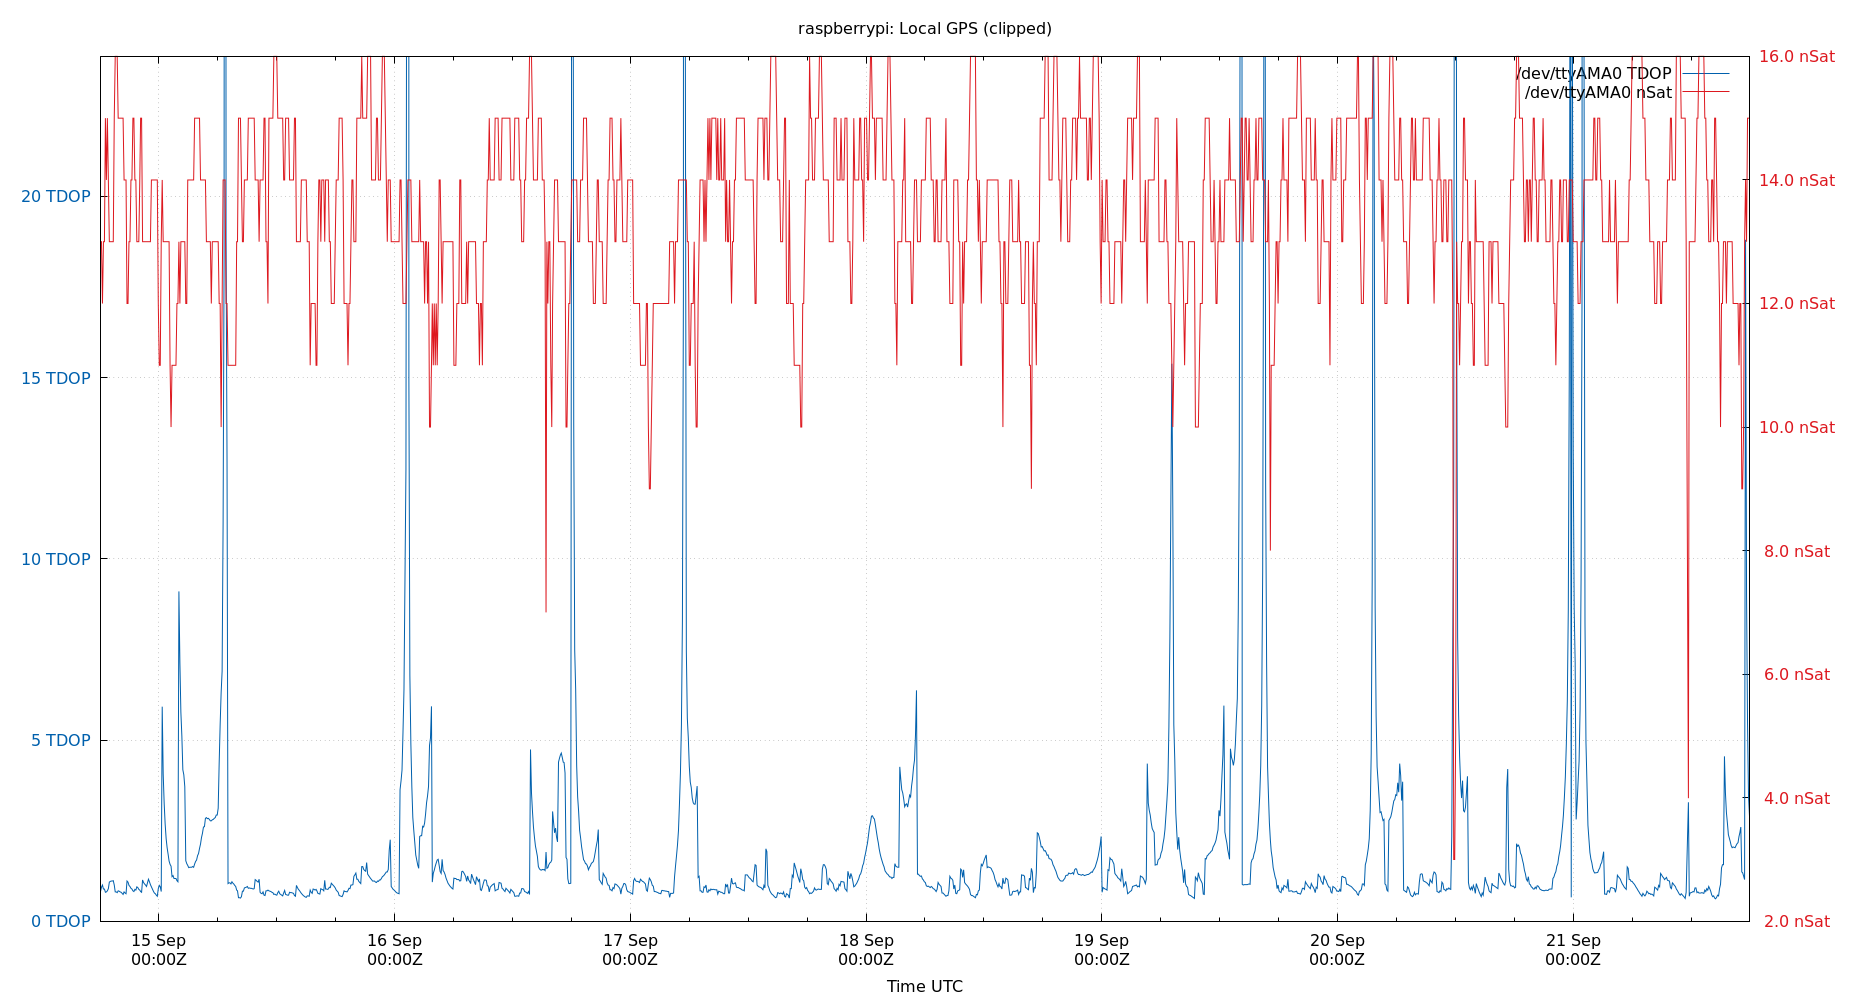 raspberrypi: Local GPS (clipped)
16.0 nSat
/dev/ttyAMA0 TDOP
/dev/ttyAMA0 nSat
20 TDOP
14.0 nSat
12.0 nSat
15 TDOP
10.0 nSat
10 TDOP
8.0 nSat
6.0 nSat
5 TDOP
4.0 nSat
0 TDOP
2.0 nSat
15 Sep
00:00Z
16 Sep
00:00Z
17 Sep
00:00Z
18 Sep
00:00Z
19 Sep
00:00Z
20 Sep
00:00Z
21 Sep
00:00Z
Time UTC